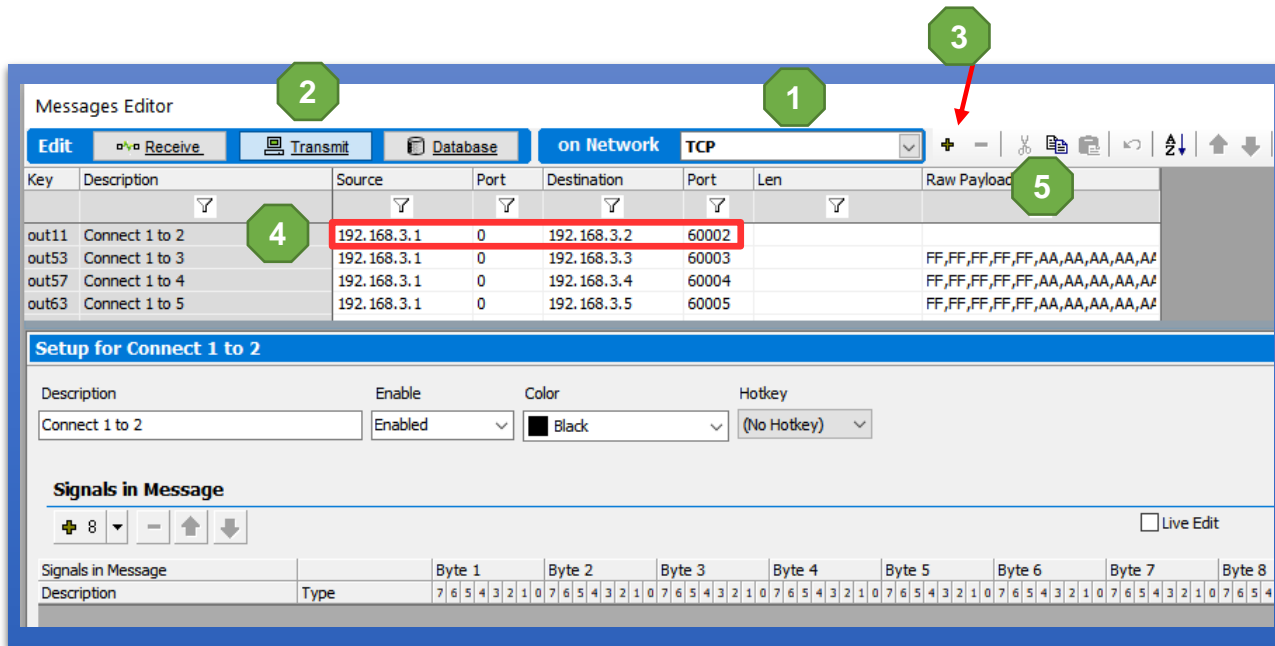 3
2
1
Messages Editor
Edit Receive Transmit Database on Network TCP
Key Description Source Port Destination Port Len Raw Payload
5
4
out11 Connect 1 to 2 192.168.3.1 0 192.168.3.2 60002
out53 Connect 1 to 3 192.168.3.1 0 192.168.3.3 60003 FF,FF,FF,FF,FF,AA,AA,AA,AA,AA
out57 Connect 1 to 4 192.168.3.1 0 192.168.3.4 60004 FF,FF,FF,FF,FF,AA,AA,AA,AA,AA
out63 Connect 1 to 5 192.168.3.1 0 192.168.3.5 60005 FF,FF,FF,FF,FF,AA,AA,AA,AA,AA
Setup for Connect 1 to 2
Description Enable Color Hotkey
Connect 1 to 2 Enabled Black (No Hotkey)
Signals in Message
8
Live Edit
Signals in Message Byte 1 Byte 2 Byte 3 Byte 4 Byte 5 Byte 6 Byte 7 Byte 8
Description Type 7 6 5 4 3 2 1 0 7 6 5 4 3 2 1 0 7 6 5 4 3 2 1 0 7 6 5 4 3 2 1 0 7 6 5 4 3 2 1 0 7 6 5 4 3 2 1 0 7 6 5 4 3 2 1 0 7 6 5 4